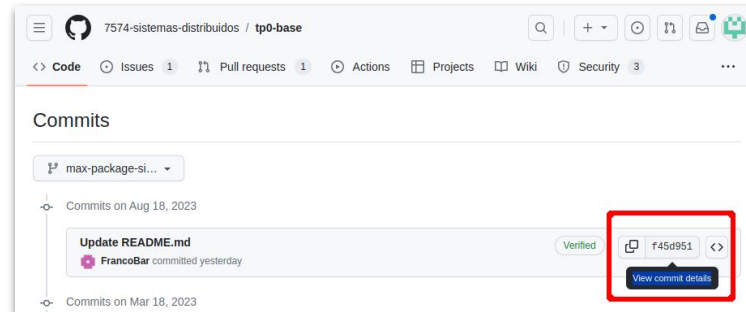 7574-sistemas-distribuidos / tp0-base
Code Issues 1 Pull requests 1 Actions Projects Wiki Security 3 ...
Commits
max-package-si...
Commits on Aug 18, 2023
Update README.md
Verified f45d951
FrancoBar committed yesterday
View commit details
Commits on Mar 18, 2023